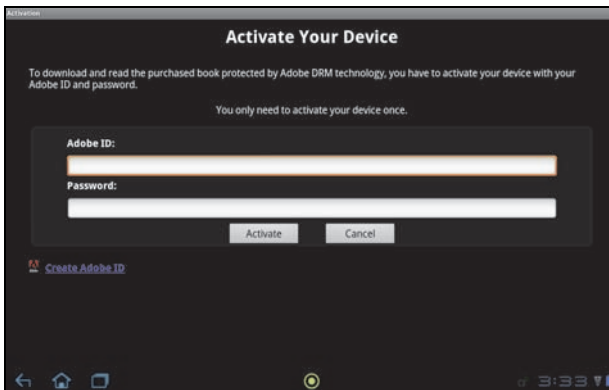 Activation
Activate Your Device
To download and read the purchased book protected by Adobe DRM technology, you have to activate your device with your
Adobe ID and password.
You only need to activate your device once.
Adobe ID:
Password:
Activate Cancel
Create Adobe ID
3:33